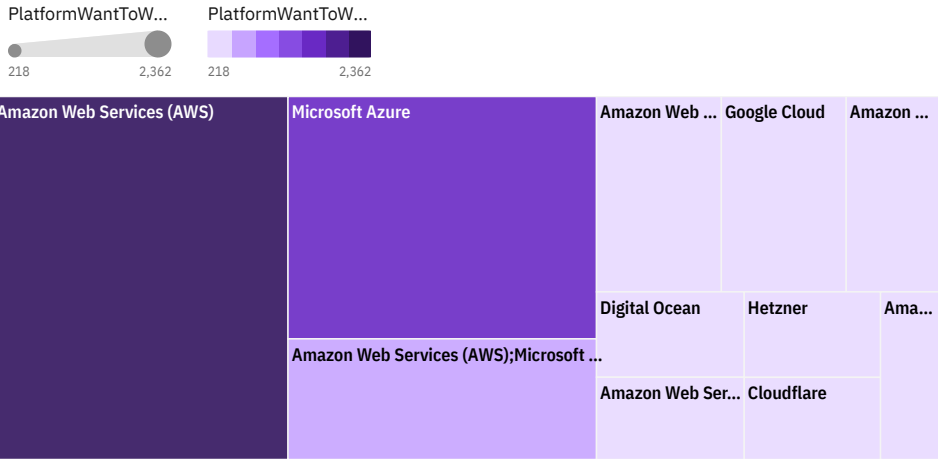 PlatformWantToW...
PlatformWantToW...
218
2,362
218
2,362
Amazon Web Services (AWS)
Microsoft Azure
Amazon Web ...
Google Cloud
Amazon ...
Digital Ocean
Hetzner
Ama...
Amazon Web Services (AWS);Microsoft ...
Amazon Web Ser...
Cloudflare